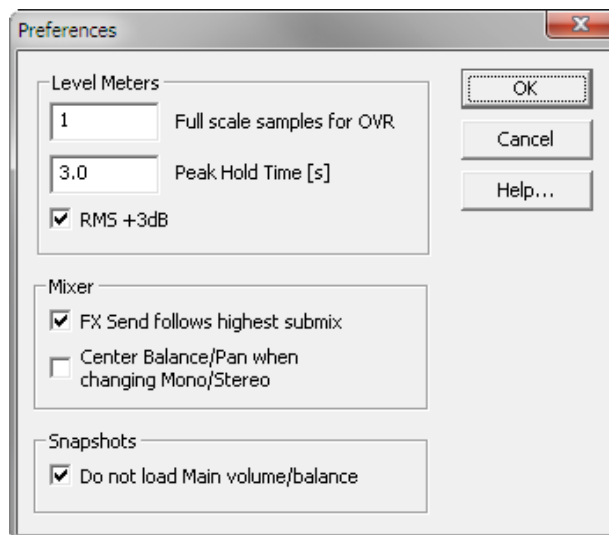 Preferences
Level Meters
1 Full scale samples for OVR
3.0 Peak Hold Time [s]
RMS +3dB
Mixer
FX Send follows highest submix
Center Balance/Pan when
changing Mono/Stereo
Snapshots
Do not load Main volume/balance
OK
Cancel
Help...